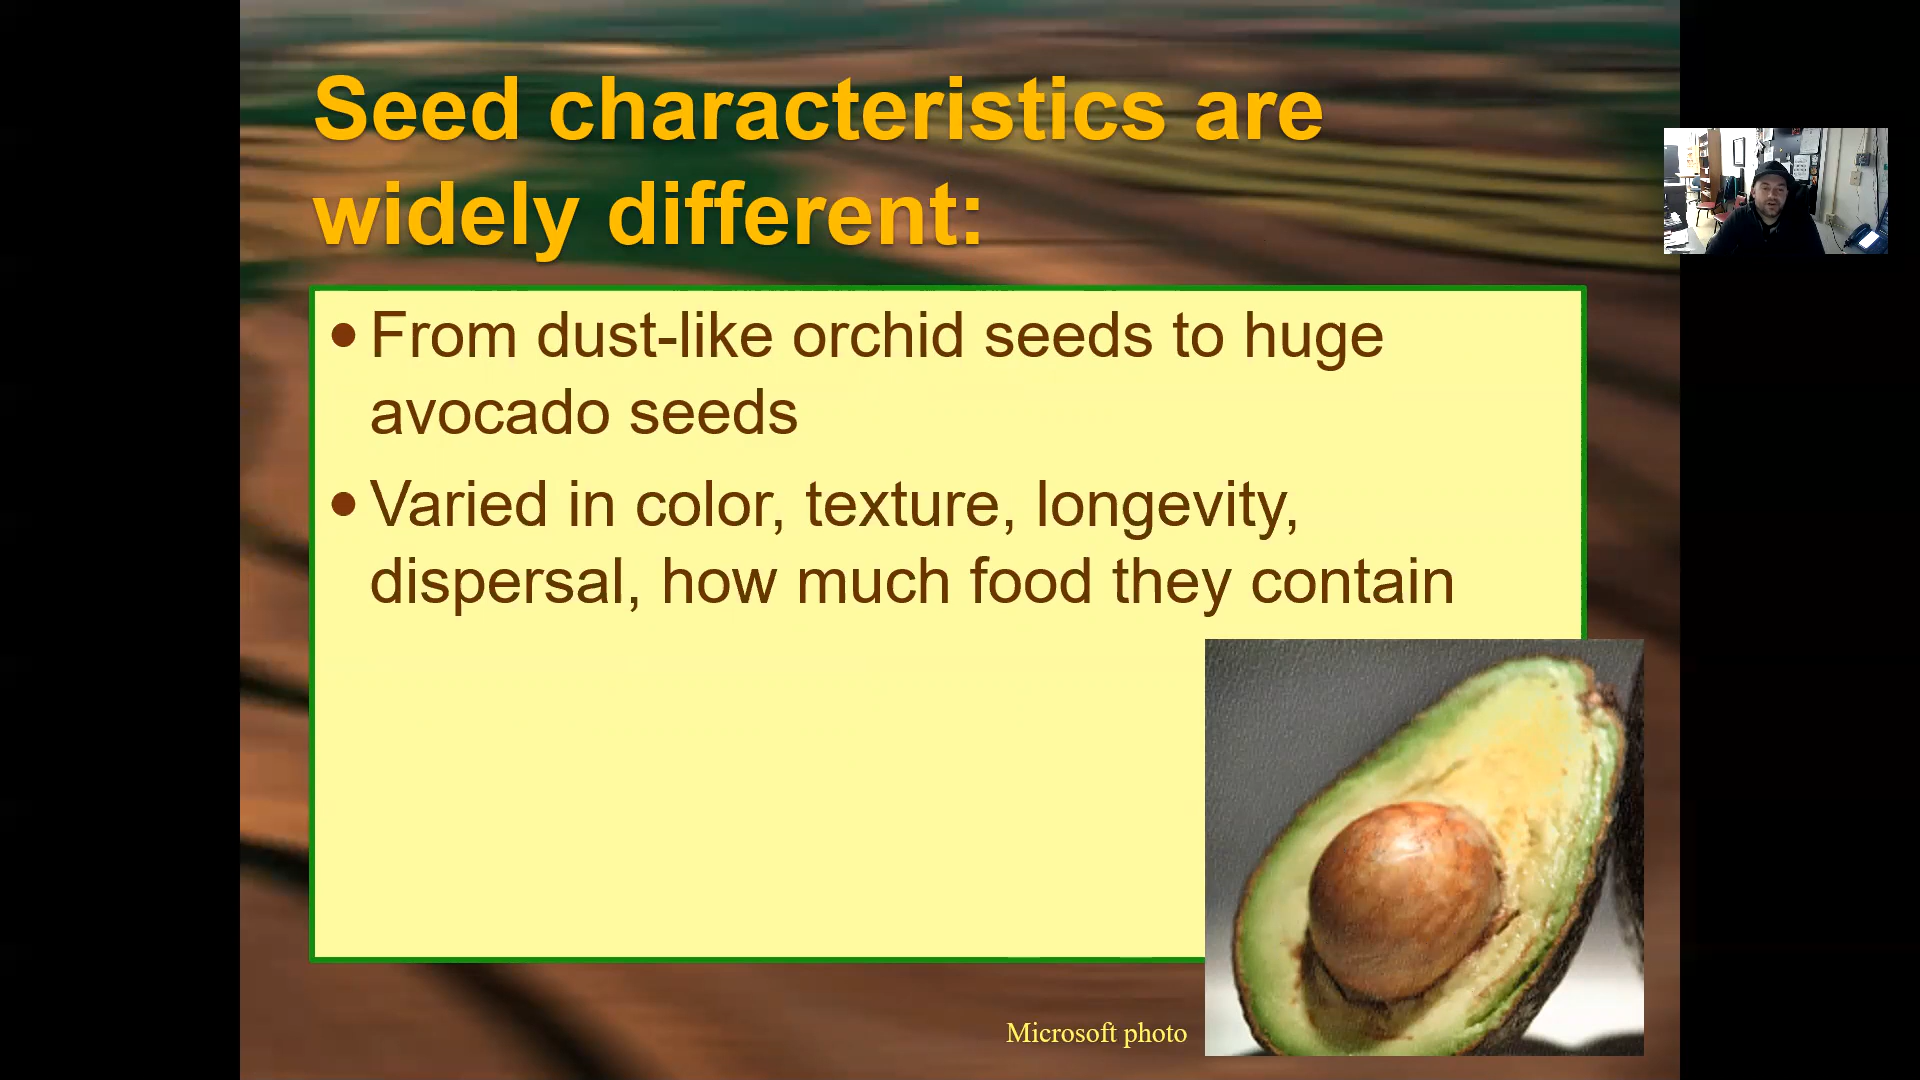 Seed characteristics are
widely different:
• From dust-like orchid seeds to huge
avocado seeds
• Varied in color, texture, longevity,
dispersal, how much food they contain
Microsoft photo